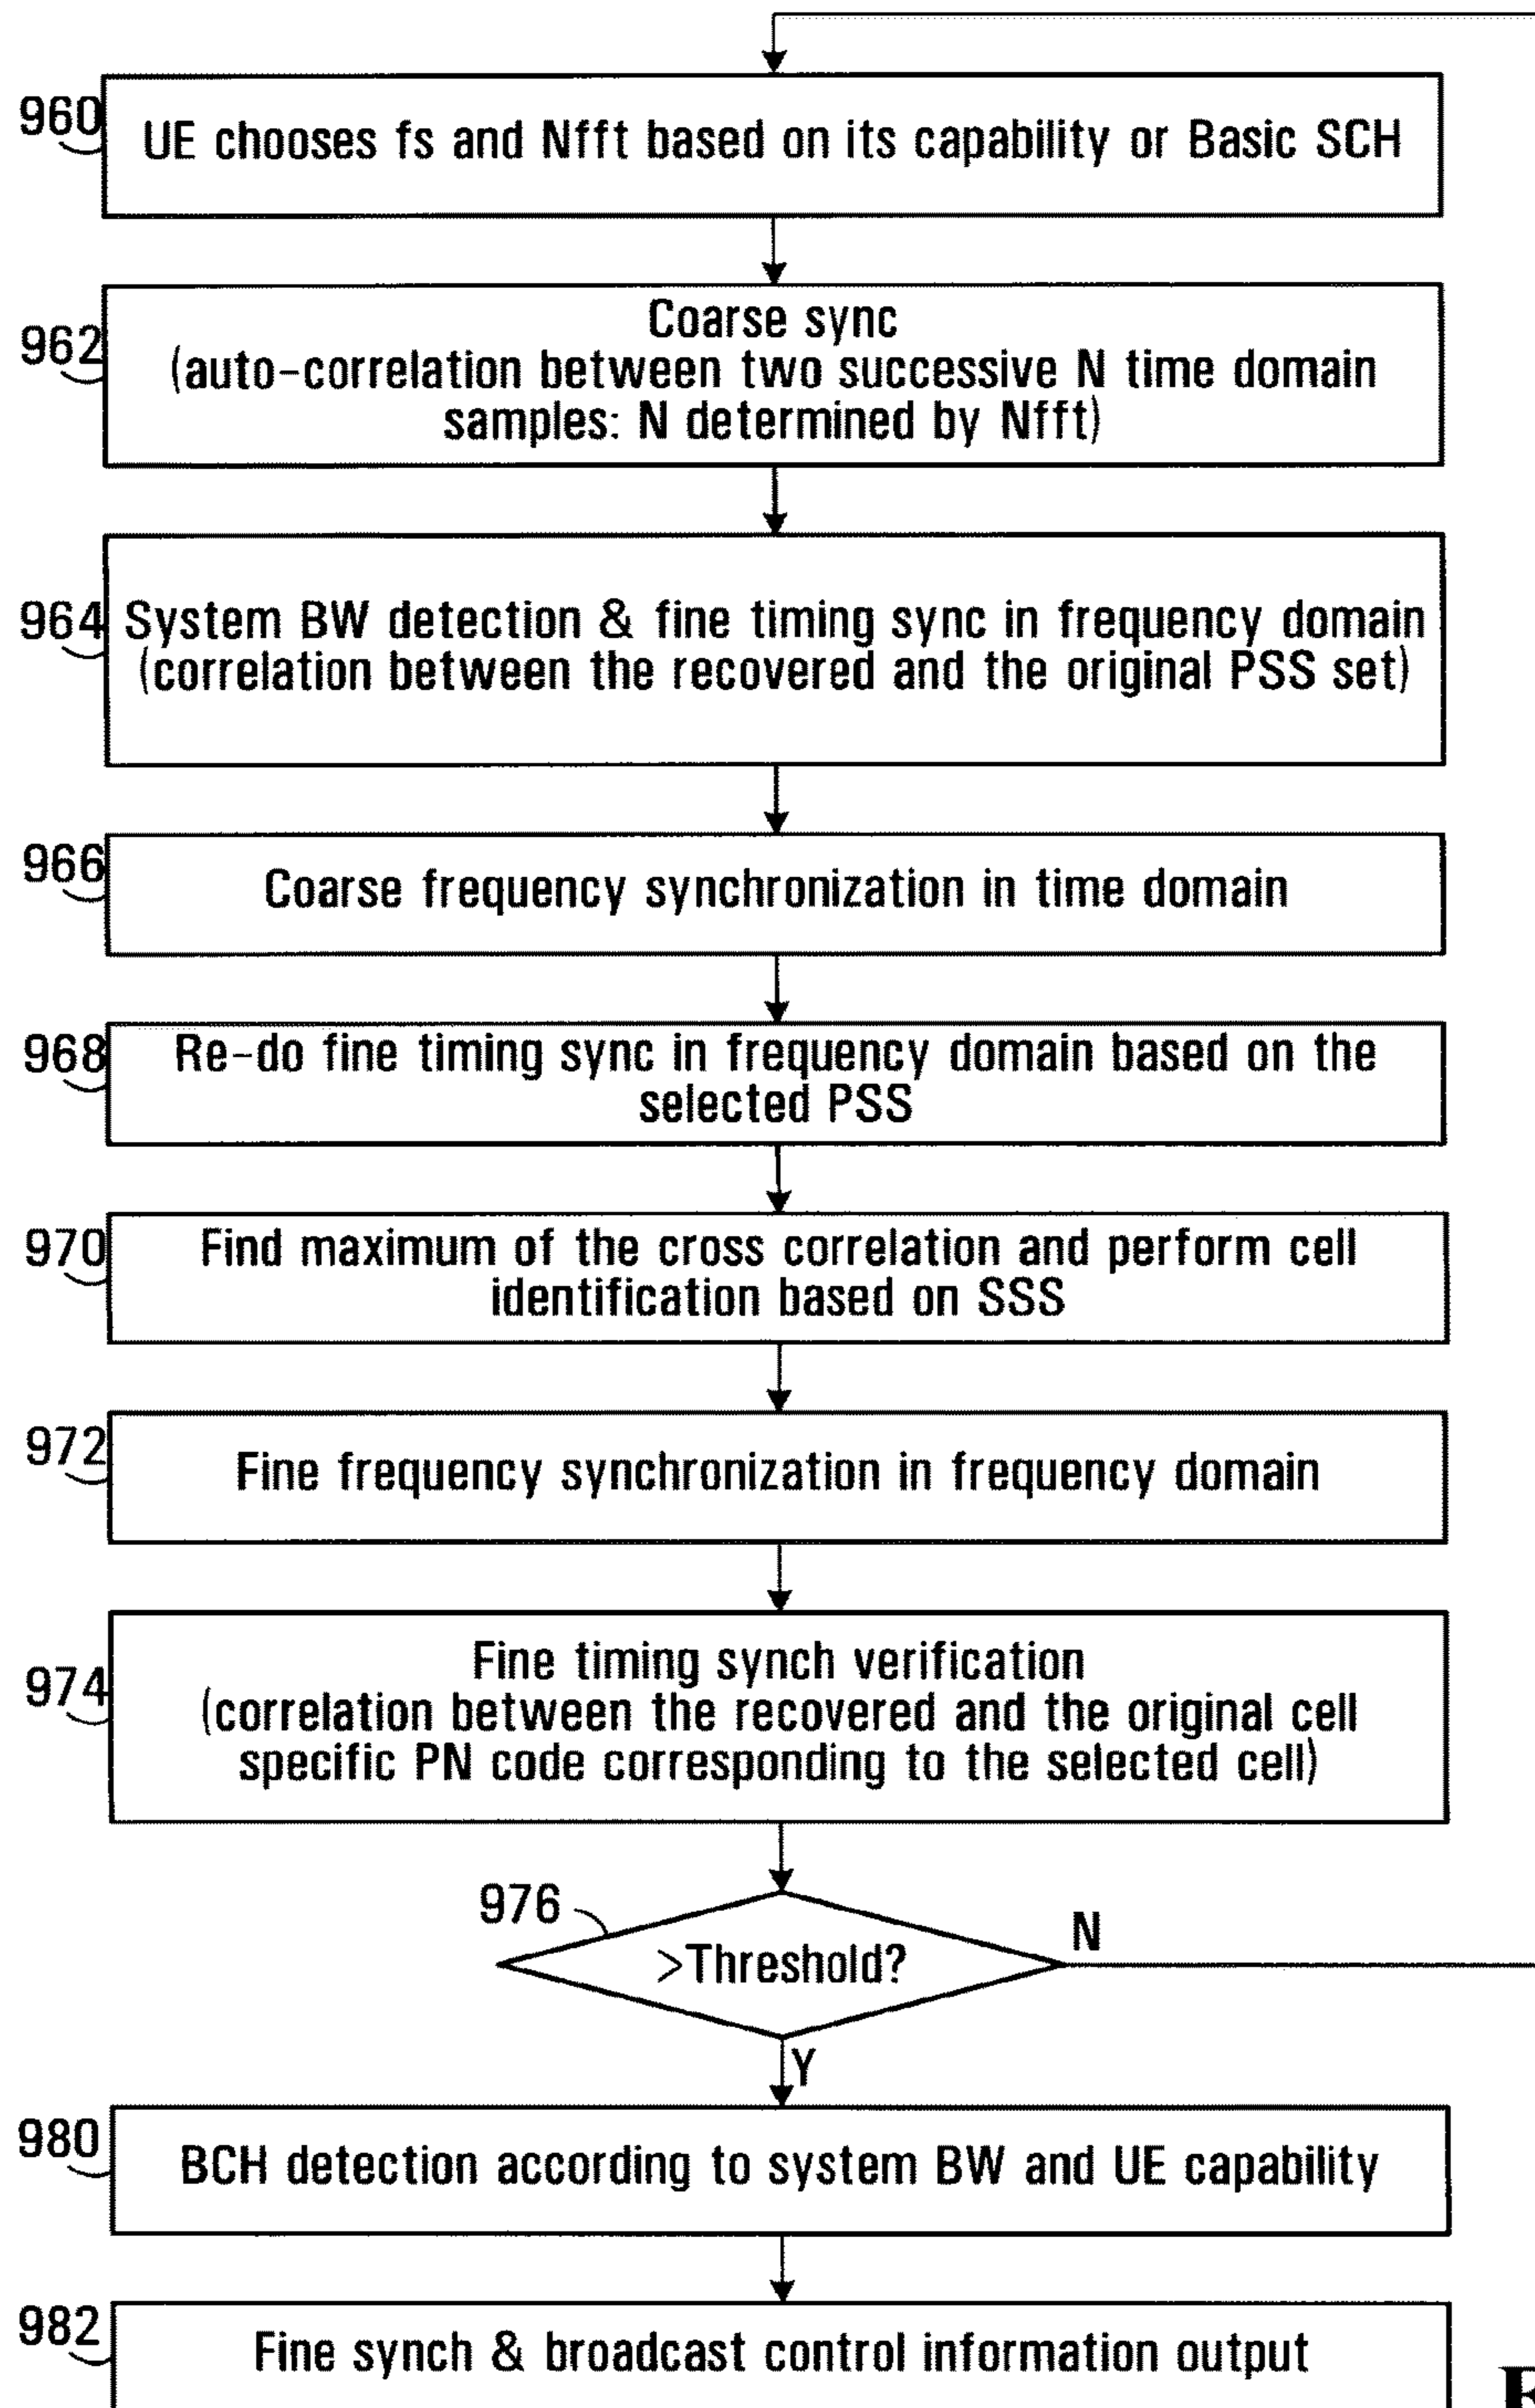 960
UE chooses fs and Nfft based on its capability or Basic SCH
962
Coarse sync
(auto-correlation between two successive N time domain
samples: N determined by Nfft)
964
System BW detection & fine timing sync in frequency domain
(correlation between the recovered and the original PSS set)
966
Coarse frequency synchronization in time domain
968
Re-do fine timing sync in frequency domain based on the
selected PSS
970
Find maximum of the cross correlation and perform cell
identification based on SSS
972
Fine frequency synchronization in frequency domain
974
Fine timing synch verification
(correlation between the recovered and the original cell
specific PN code corresponding to the selected cell)
976
>Threshold?
N
Y
980
BCH detection according to system BW and UE capability
982
Fine synch & broadcast control information output